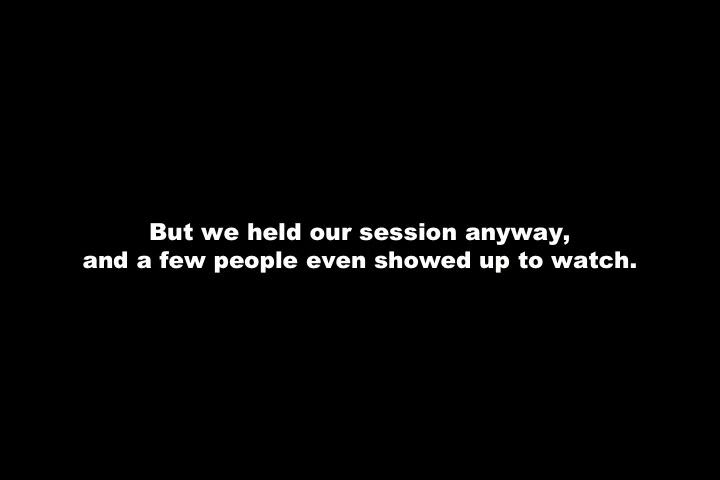 But we held our session anyway,
and a few people even showed up to watch.